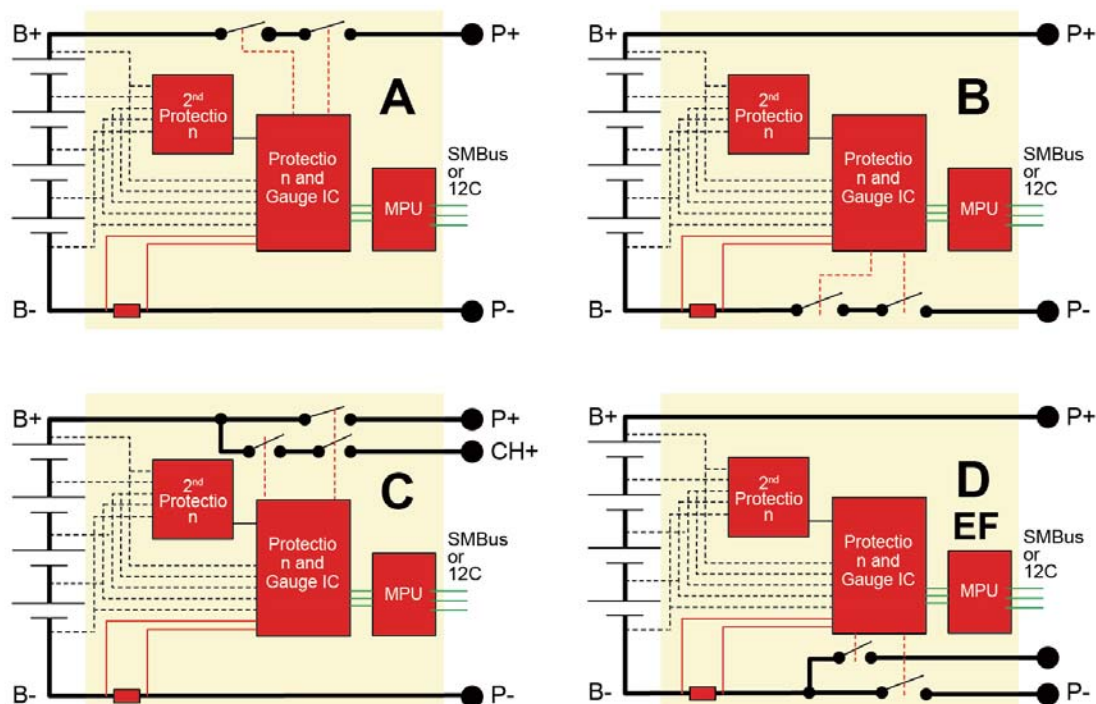 B+
P+
A
2nd
Protectio
n
Protectio
n and
Gauge IC
MPU
SMBus
or
12C
B-
P-
B+
P+
B
2nd
Protectio
n
Protectio
n and
Gauge IC
MPU
SMBus
or
12C
B-
P-
B+
P+
CH+
C
2nd
Protectio
n
Protectio
n and
Gauge IC
MPU
SMBus
or
12C
B-
P-
B+
P+
D
EF
2nd
Protectio
n
Protectio
n and
Gauge IC
MPU
SMBus
or
12C
B-
P-